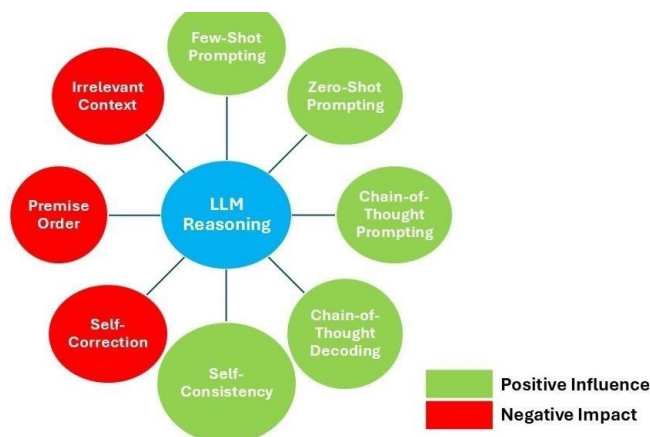 Few-Shot
Prompting
Zero-Shot
Prompting
Chain-of-
Thought
Prompting
Chain-of-
Thought
Decoding
Self-
Consistency
Self-
Correction
Premise
Order
Irrelevant
Context
LLM
Reasoning
Positive Influence
Negative Impact